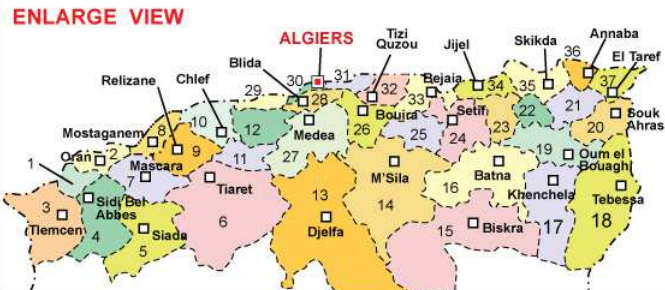 ENLARGE VIEW
ALGIERS
Tizi
Quzou
Jijel
Skikda
Annaba
El Taref
Blida
Chlef
Relizane
Mostaganem
Oran
Mascara
Medea
Bouira
Bejaia
Setif
Souk
Ahras
Oum el I
Bouaghi
Khenchela
Tebessa
Batna
M'Sila
Biskra
Djelfa
Tiaret
Siada
Sidi Bel
Abbes
Tlemcen
1
2
3
4
5
6
7
8
9
10
11
12
13
14
15
16
17
18
19
20
21
22
23
24
25
26
27
28
29
30
31
32
33
34
35
36
37